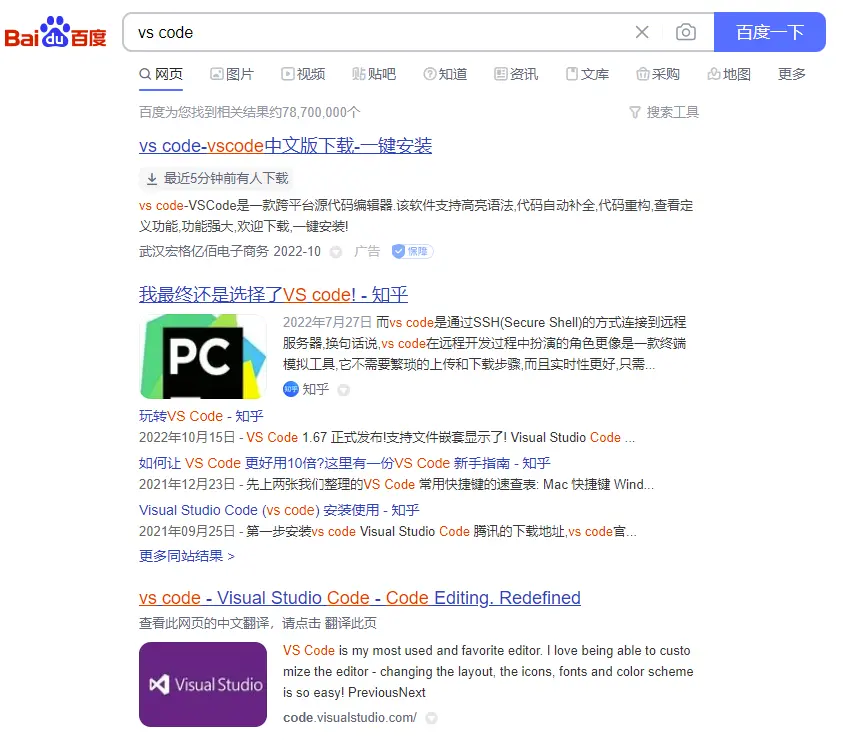 Bai du 百度
vs code
百度一下
网页 图片 视频 贴吧 知道 资讯 文库 采购 地图 更多
百度为您找到相关结果约78,700,000个
搜索工具
vs code-vscode中文版下载-一键安装
最近5分钟前有人下载
vs code-VSCode是一款跨平台源代码编辑器.该软件支持高亮语法,代码自动补全,代码重构,查看定
义功能,功能强大,欢迎下载,一键安装!
武汉宏格亿佰电子商务 2022-10 广告 保障
我最终还是选择了VS code! - 知乎
PC
2022年7月27日 而vs code是通过SSH(Secure Shell)的方式连接到远程
服务器,换句话说,vs code在远程开发过程中扮演的角色更像是一款终端
模拟工具,它不需要繁琐的上传和下载步骤,而且实时性更好,只需...
知乎 知乎
玩转VS Code - 知乎
2022年10月15日 - VS Code 1.67 正式发布!支持文件嵌套显示了! Visual Studio Code ...
如何让 VS Code 更好用10倍?这里有一份VS Code 新手指南 - 知乎
2021年12月23日 - 先上两张我们整理的VS Code 常用快捷键的速查表: Mac 快捷键 Wind...
Visual Studio Code (vs code) 安装使用 - 知乎
2021年09月25日 - 第一步安装vs code Visual Studio Code 腾讯的下载地址,vs code官...
更多同站结果 >
vs code - Visual Studio Code - Code Editing. Redefined
查看此网页的中文翻译，请点击 翻译此页
Visual Studio
VS Code is my most used and favorite editor. I love being able to custo
mize the editor - changing the layout, the icons, fonts and color scheme
is so easy! PreviousNext
code.visualstudio.com/